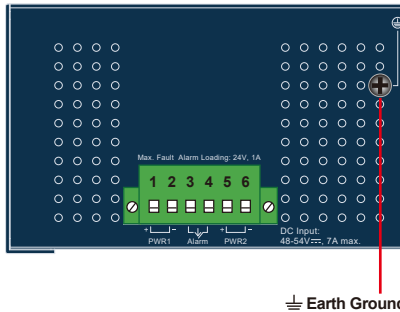 Max. Fault Alarm Loading: 24V, 1A
1 2 3 4 5 6
+ − + −
PWR1 Alarm PWR2
DC Input:
48-54V⎓, 7A max.
Earth Ground